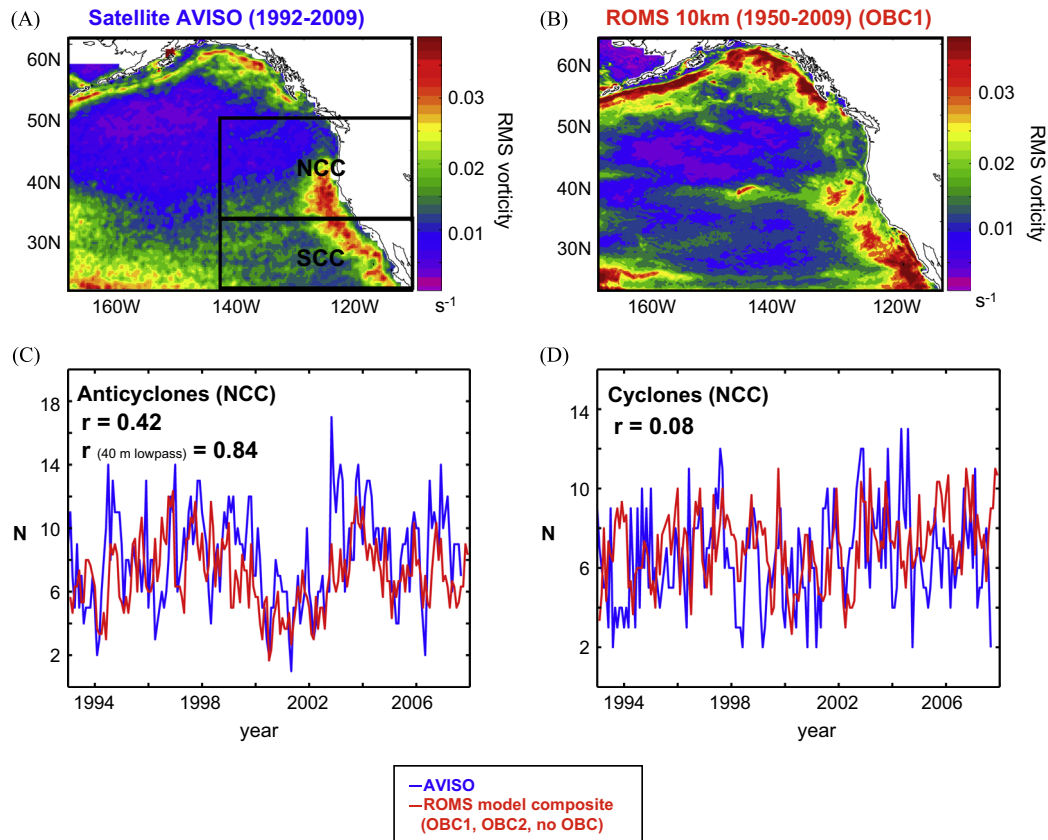 (A) Satellite AVISO (1992-2009)
60N
50N
40N
30N
160W 140W 120W
NCC
SCC
0.03
0.02
0.01
RMS vorticity
s-1
(B) ROMS 10km (1950-2009) (OBC1)
60N
50N
40N
30N
160W 140W 120W
0.03
0.02
0.01
RMS vorticity
s-1
(C)
Anticyclones (NCC)
r = 0.42
r (40 m lowpass) = 0.84
18
14
N 10
6
2
1994 1998 2002 2006
year
(D)
Cyclones (NCC)
r = 0.08
14
N 10
6
2
1994 1998 2002 2006
year
AVISO
ROMS model composite
(OBC1, OBC2, no OBC)